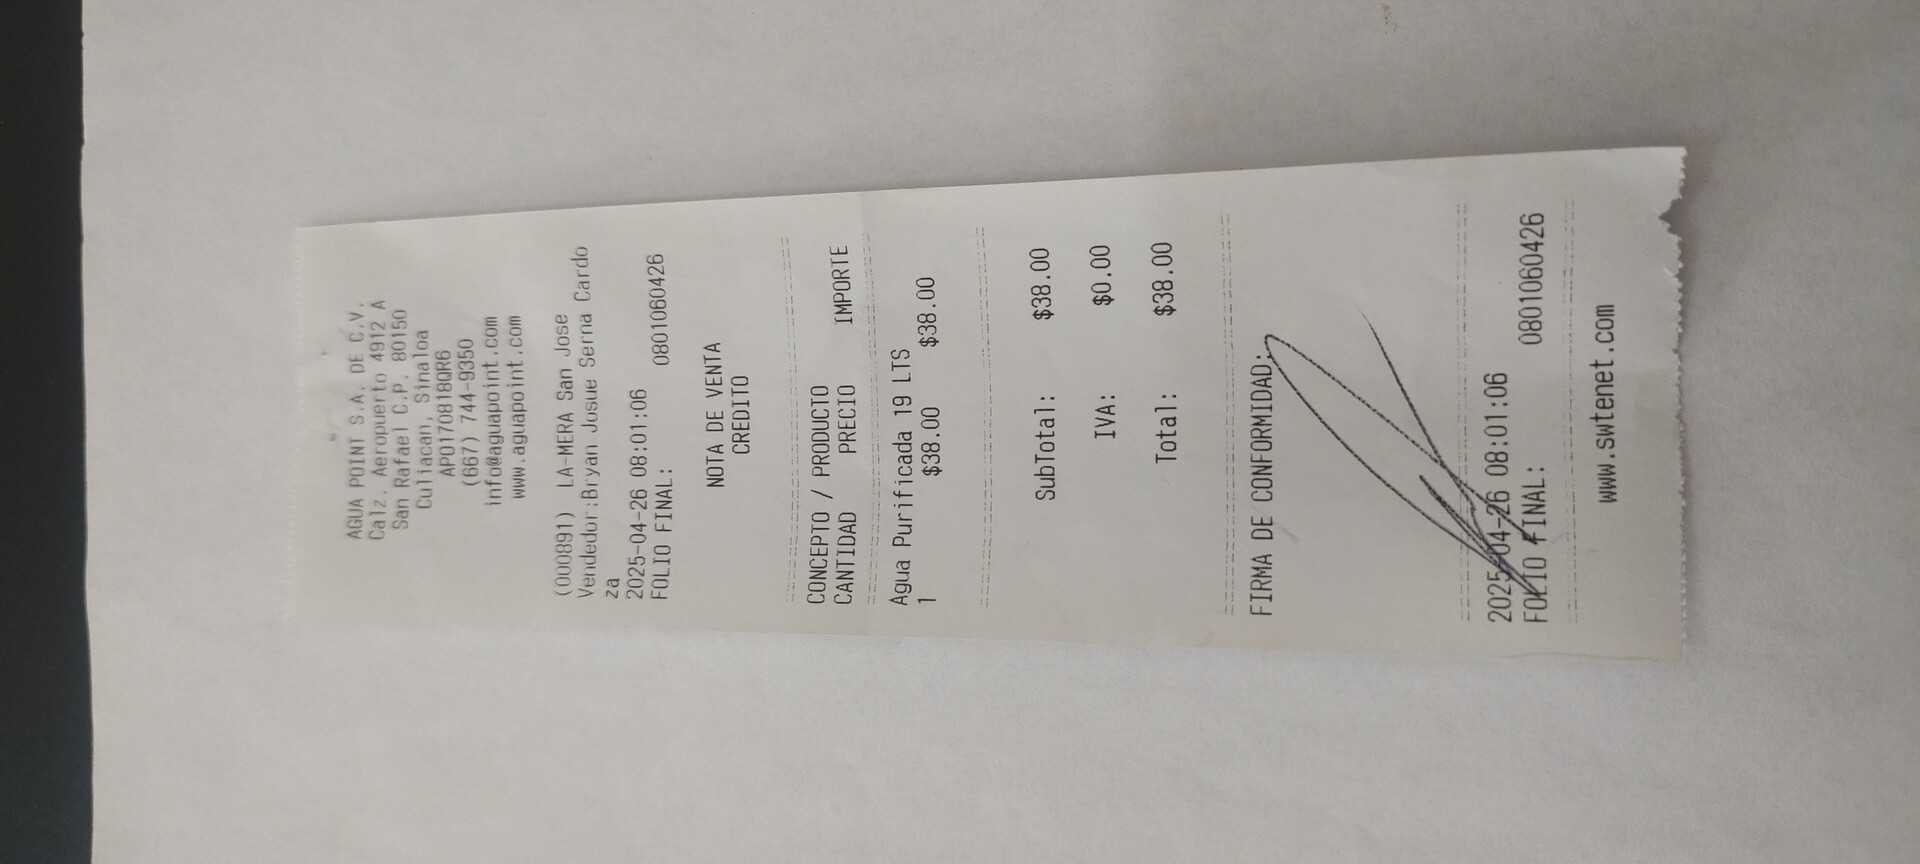 AGUA POINT S.A. DE C.V.
Calz. Aeropuerto 4912 A
San Rafael C.P. 80150
Culiacan, Sinaloa
APO170818QR6
(667) 744-9350
info@aguapoint.com
www.aguapoint.com
(000891) LA-MERA San Jose
Vendedor:Bryan Josue Serna Cardo
za
2025-04-26 08:01:06
FOLIO FINAL: 0801060426
NOTA DE VENTA
CREDITO
CONCEPTO / PRODUCTO
CANTIDAD PRECIO IMPORTE
Agua Purificada 19 LTS
1 $38.00 $38.00
SubTotal: $38.00
IVA: $0.00
Total: $38.00
FIRMA DE CONFORMIDAD:
2025-04-26 08:01:06
FOLIO FINAL: 0801060426
www.swtenet.com